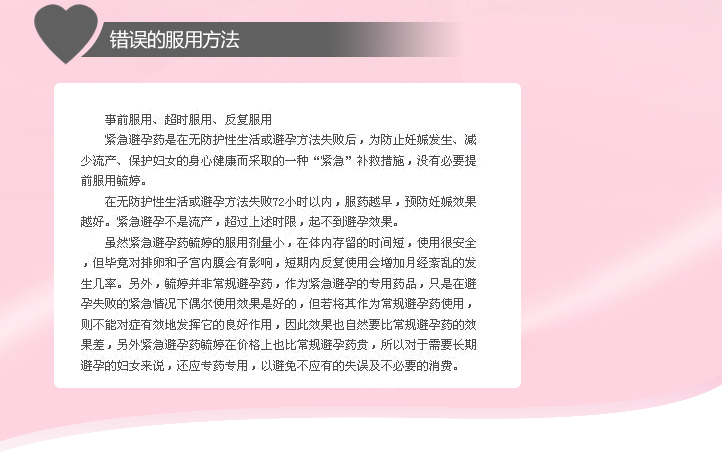 错误的服用方法
事前服用、超时服用、反复服用
紧急避孕药是在无防护性生活或避孕方法失败后，为防止妊娠发生、减
少流产、保护妇女的身心健康而采取的一种“紧急”补救措施，没有必要提
前服用毓婷。
在无防护性生活或避孕方法失败72小时以内，服药越早，预防妊娠效果
越好。紧急避孕不是流产，超过上述时限，起不到避孕效果。
虽然紧急避孕药毓婷的服用剂量小，在体内存留的时间短，使用很安全
，但毕竟对排卵和子宫内膜会有影响，短期内反复使用会增加月经紊乱的发
生几率。另外，毓婷并非常规避孕药，作为紧急避孕的专用药品，只是在避
孕失败的紧急情况下偶尔使用效果是好的，但若将其作为常规避孕药使用，
则不能对症有效地发挥它的良好作用，因此效果也自然要比常规避孕药的效
果差，另外紧急避孕药毓婷在价格上也比常规避孕药贵，所以对于需要长期
避孕的妇女来说，还应专药专用，以避免不应有的失误及不必要的消费。